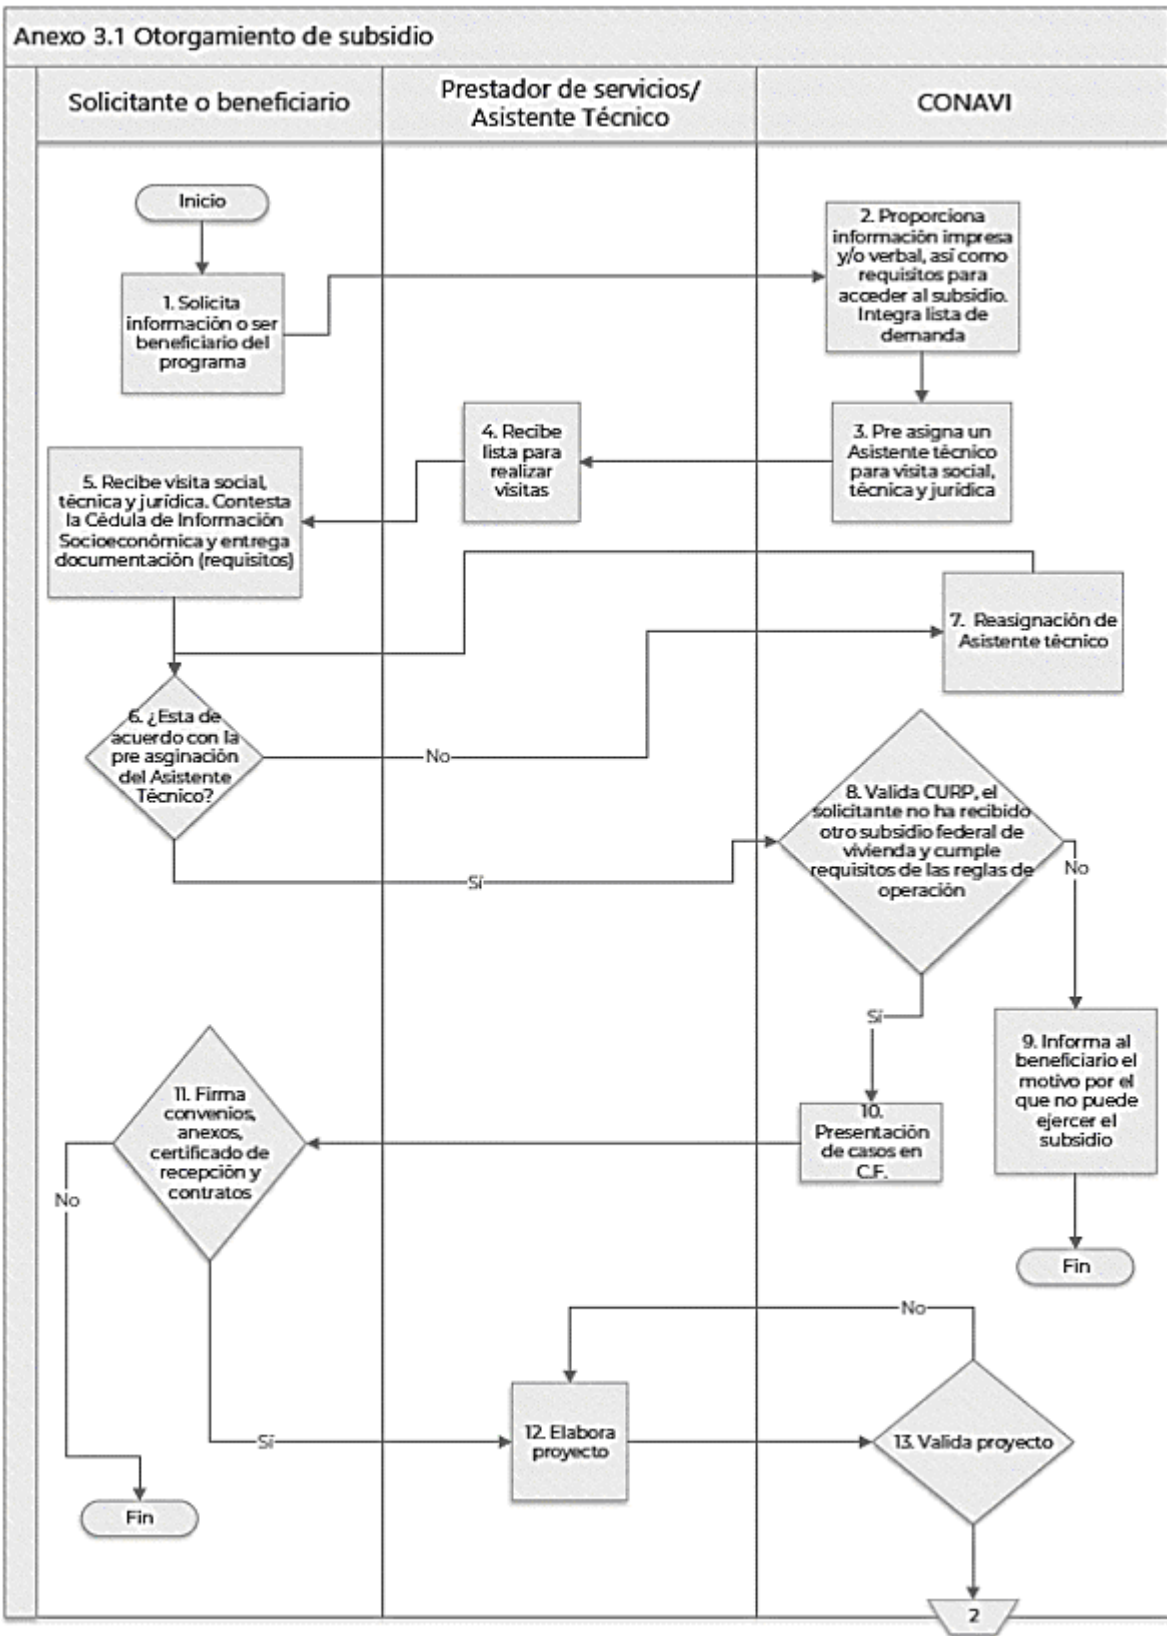 Anexo 3.1 Otorgamiento de subsidio
Solicitante o beneficiario
Prestador de servicios/
Asistente Técnico
CONAVI
Inicio
1. Solicita
información o ser
beneficiario del
programa
2. Proporciona
información impresa
y/o verbal, así como
requisitos para
acceder al subsidio.
Integra lista de
demanda
3. Pre asigna un
Asistente técnico
para visita social,
técnica y jurídica
4. Recibe
lista para
realizar
visitas
5. Recibe visita social,
técnica y jurídica. Contesta
la Cédula de Información
Socioeconómica y entrega
documentación (requisitos)
7. Reasignación de
Asistente técnico
6. ¿Esta de
acuerdo con la
pre asginación
del Asistente
Técnico?
No
Sí
8. Valida CURP, el
solicitante no ha recibido
otro subsidio federal de
vivienda y cumple
requisitos de las reglas de
operación
No
Sí
9. Informa al
beneficiario el
motivo por el
que no puede
ejercer el
subsidio
Fin
10.
Presentación
de casos en
C.F.
11. Firma
convenios,
anexos,
certificado de
recepción y
contratos
No
Sí
Fin
12. Elabora
proyecto
13. Valida proyecto
No
2